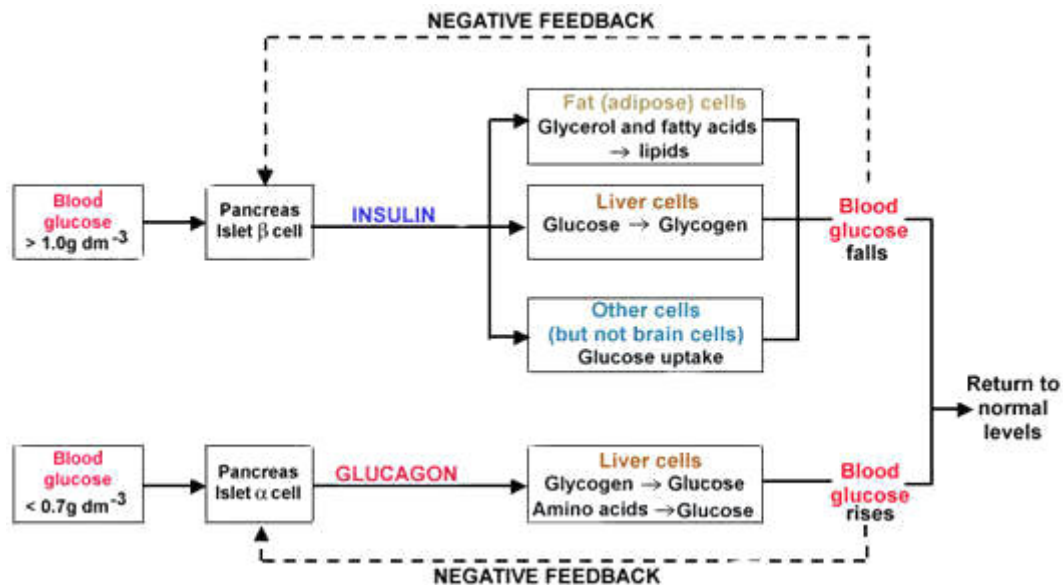 NEGATIVE FEEDBACK
Fat (adipose) cells
Glycerol and fatty acids
→ lipids
Blood
glucose
> 1.0g dm⁻³
Pancreas
Islet β cell
INSULIN
Liver cells
Glucose → Glycogen
Blood
glucose
falls
Other cells
(but not brain cells)
Glucose uptake
Return to
normal
levels
Blood
glucose
< 0.7g dm⁻³
Pancreas
Islet α cell
GLUCAGON
Liver cells
Glycogen → Glucose
Amino acids → Glucose
Blood
glucose
rises
NEGATIVE FEEDBACK